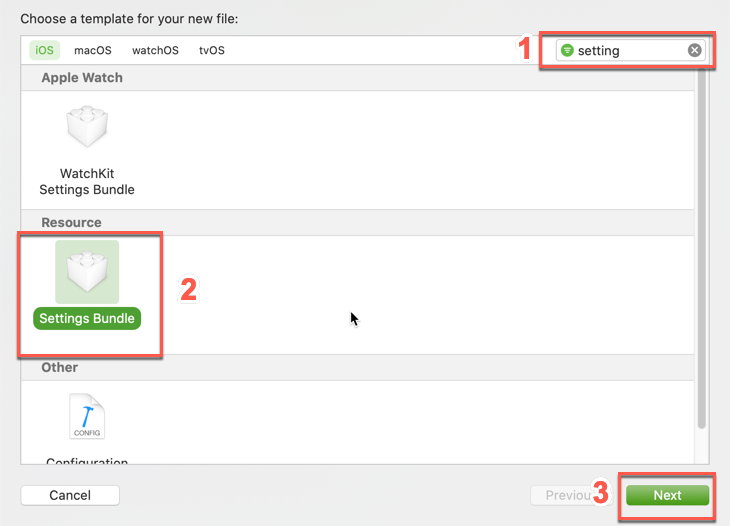 Choose a template for your new file:
iOS macOS watchOS tvOS
1
setting
Apple Watch
WatchKit
Settings Bundle
Resource
Settings Bundle
2
Other
CONFIG
Configuration
Cancel
Previous
3
Next